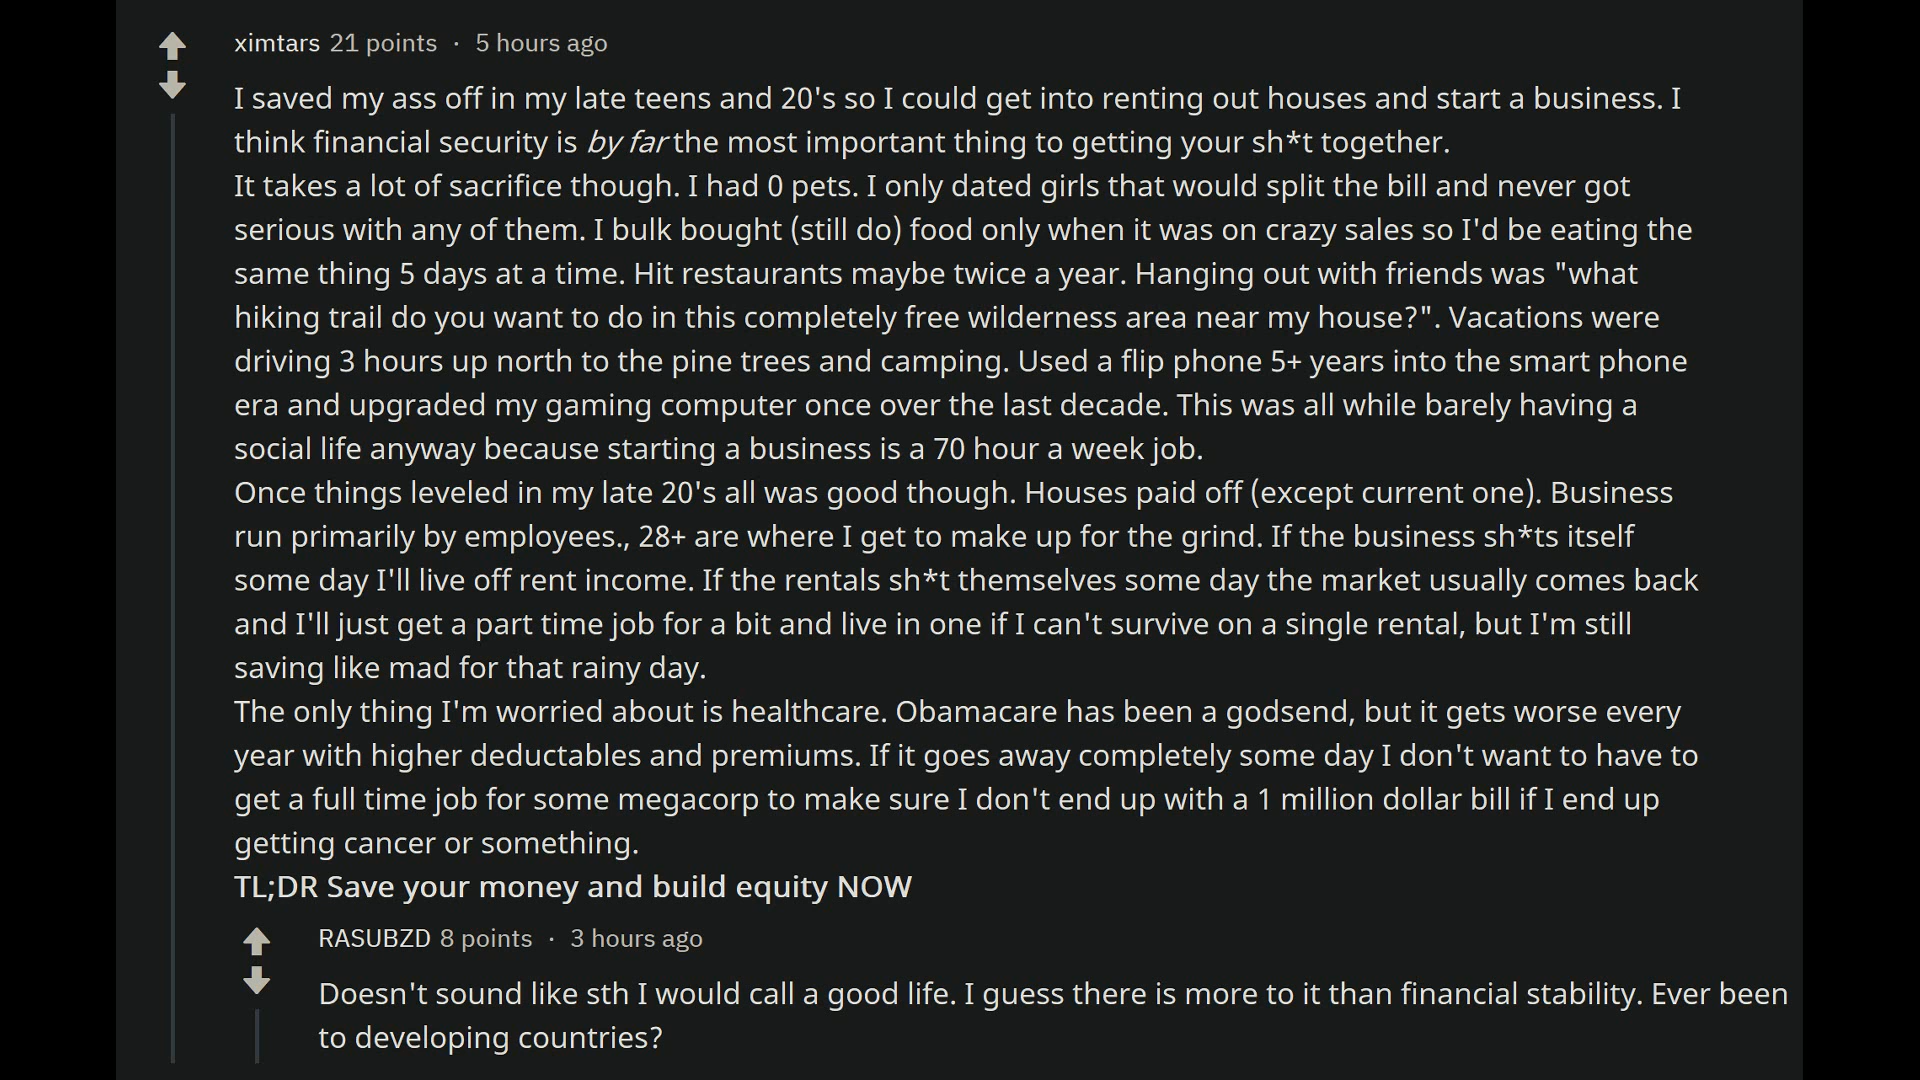 ximtars 21 points · 5 hours ago
I saved my ass off in my late teens and 20's so I could get into renting out houses and start a business. I
think financial security is by far the most important thing to getting your sh*t together.
It takes a lot of sacrifice though. I had 0 pets. I only dated girls that would split the bill and never got
serious with any of them. I bulk bought (still do) food only when it was on crazy sales so I'd be eating the
same thing 5 days at a time. Hit restaurants maybe twice a year. Hanging out with friends was "what
hiking trail do you want to do in this completely free wilderness area near my house?". Vacations were
driving 3 hours up north to the pine trees and camping. Used a flip phone 5+ years into the smart phone
era and upgraded my gaming computer once over the last decade. This was all while barely having a
social life anyway because starting a business is a 70 hour a week job.
Once things leveled in my late 20's all was good though. Houses paid off (except current one). Business
run primarily by employees., 28+ are where I get to make up for the grind. If the business sh*ts itself
some day I'll live off rent income. If the rentals sh*t themselves some day the market usually comes back
and I'll just get a part time job for a bit and live in one if I can't survive on a single rental, but I'm still
saving like mad for that rainy day.
The only thing I'm worried about is healthcare. Obamacare has been a godsend, but it gets worse every
year with higher deductables and premiums. If it goes away completely some day I don't want to have to
get a full time job for some megacorp to make sure I don't end up with a 1 million dollar bill if I end up
getting cancer or something.
TL;DR Save your money and build equity NOW
RASUBZD 8 points · 3 hours ago
Doesn't sound like sth I would call a good life. I guess there is more to it than financial stability. Ever been
to developing countries?